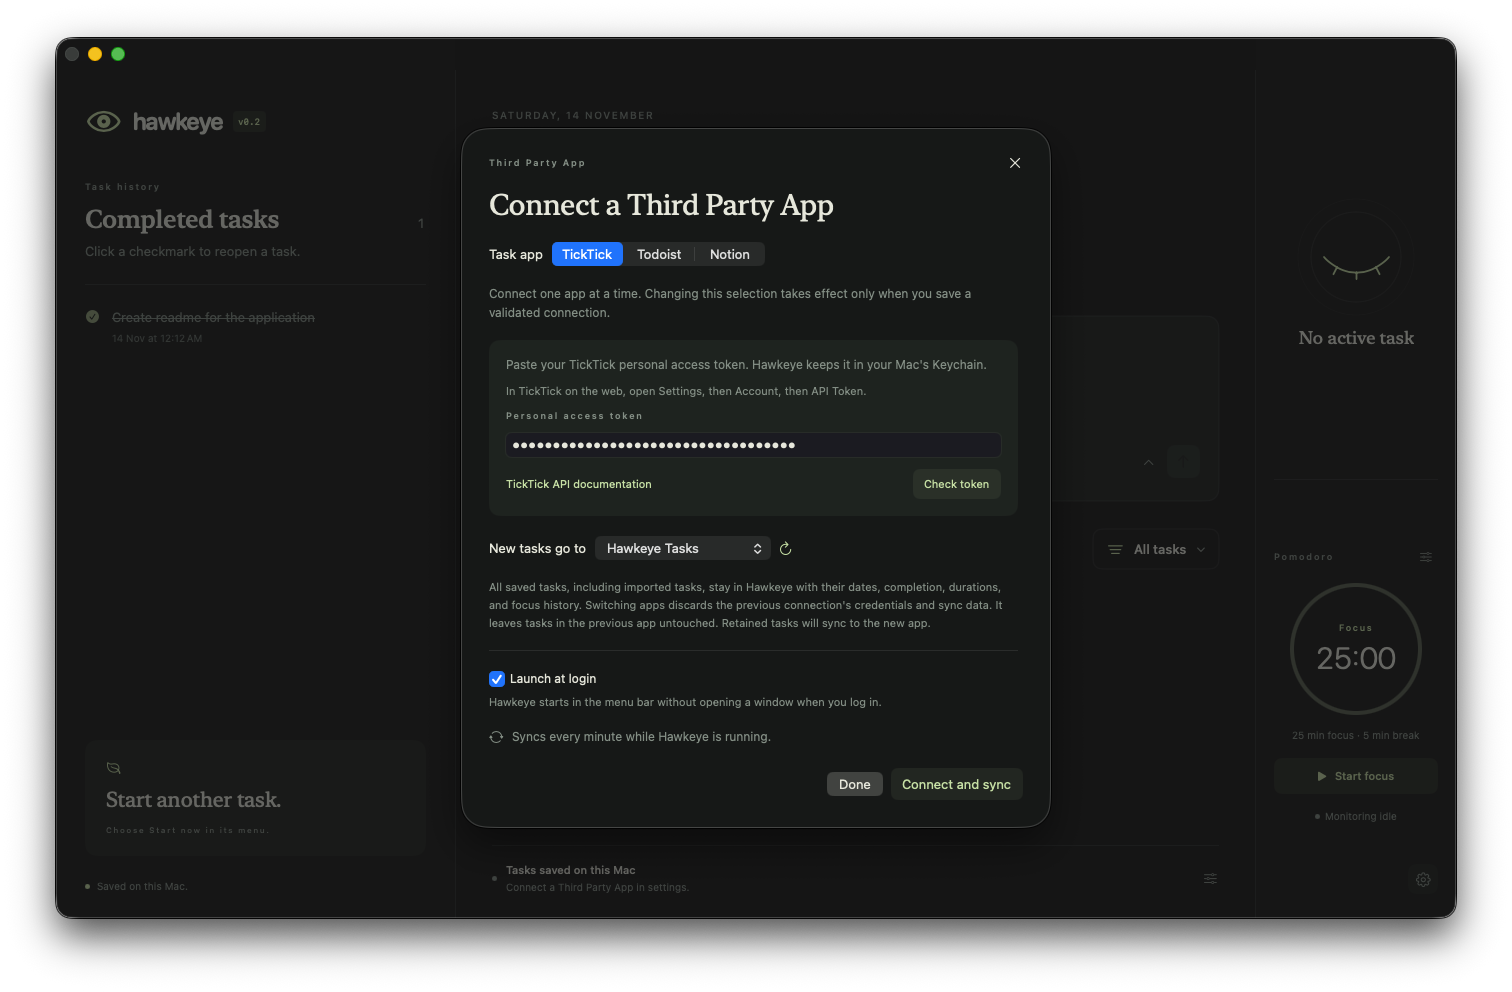 hawkeye v0.2
Task history
Completed tasks 1
Click a checkmark to reopen a task.
Create readme for the application
14 Nov at 12:12 AM
Start another task.
Choose Start now in its menu.
Saved on this Mac.
SATURDAY, 14 NOVEMBER
Third Party App
Connect a Third Party App
Task app TickTick Todoist Notion
Connect one app at a time. Changing this selection takes effect only when you save a
validated connection.
Paste your TickTick personal access token. Hawkeye keeps it in your Mac's Keychain.
In TickTick on the web, open Settings, then Account, then API Token.
Personal access token
TickTick API documentation Check token
New tasks go to Hawkeye Tasks
All saved tasks, including imported tasks, stay in Hawkeye with their dates, completion, durations,
and focus history. Switching apps discards the previous connection's credentials and sync data. It
leaves tasks in the previous app untouched. Retained tasks will sync to the new app.
Launch at login
Hawkeye starts in the menu bar without opening a window when you log in.
Syncs every minute while Hawkeye is running.
Done Connect and sync
All tasks
Tasks saved on this Mac
Connect a Third Party App in settings.
No active task
Pomodoro
Focus
25:00
25 min focus · 5 min break
Start focus
Monitoring idle